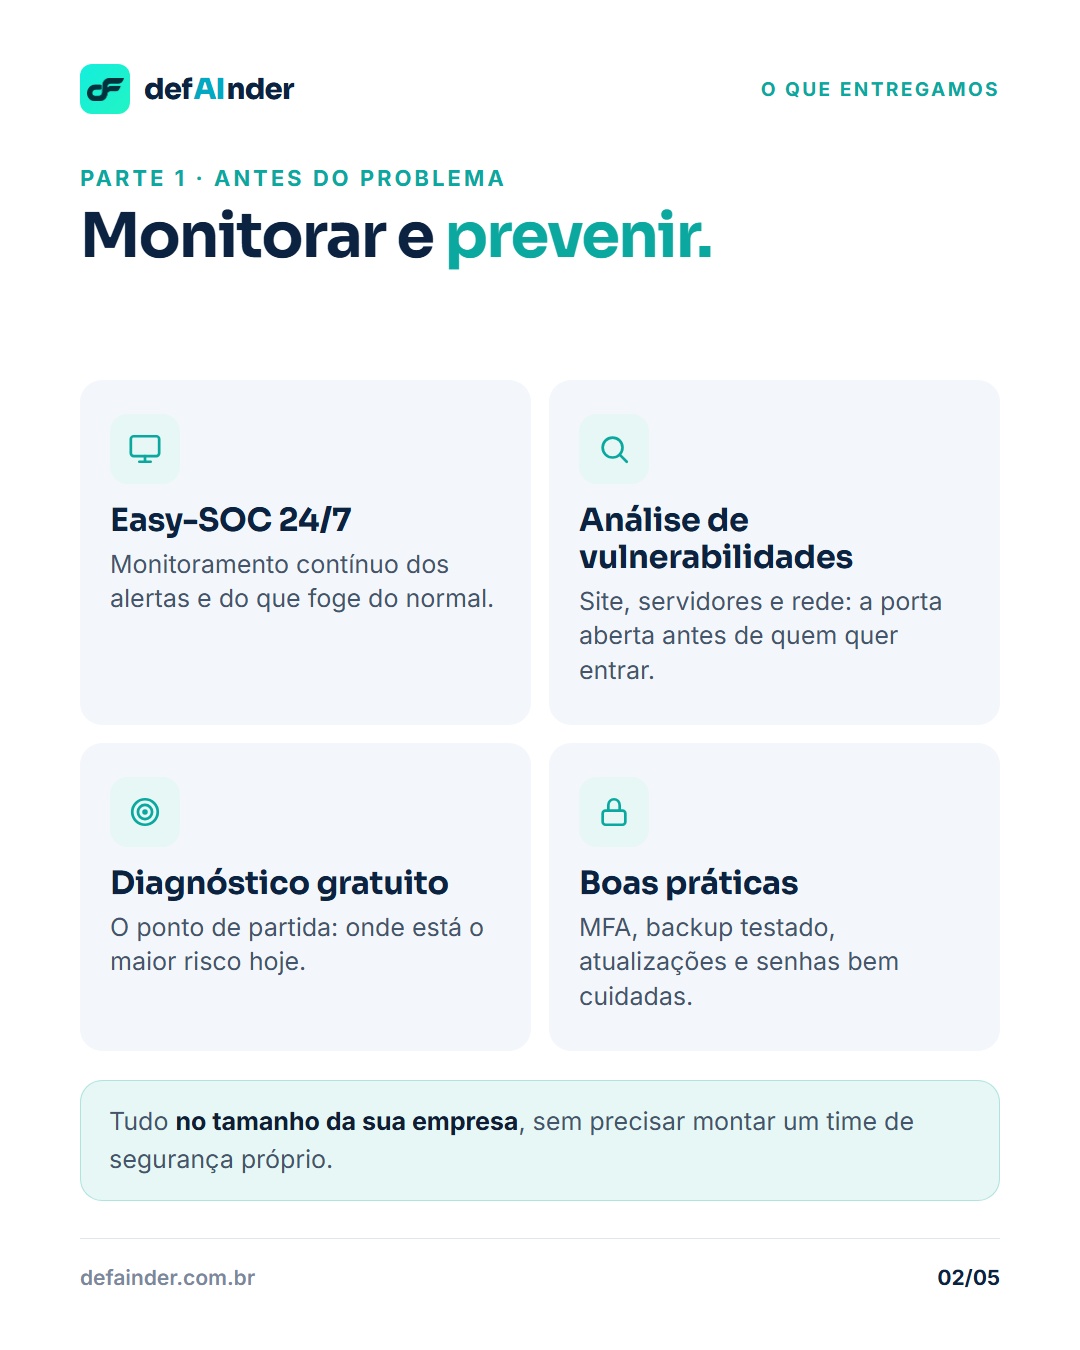 defAInder
O QUE ENTREGAMOS
PARTE 1 · ANTES DO PROBLEMA
Monitorar e prevenir.
Easy-SOC 24/7
Monitoramento contínuo dos
alertas e do que foge do normal.
Análise de
vulnerabilidades
Site, servidores e rede: a porta
aberta antes de quem quer
entrar.
Diagnóstico gratuito
O ponto de partida: onde está o
maior risco hoje.
Boas práticas
MFA, backup testado,
atualizações e senhas bem
cuidadas.
Tudo no tamanho da sua empresa, sem precisar montar um time de
segurança próprio.
defainder.com.br
02/05